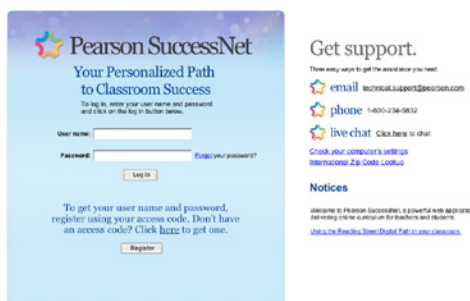 Pearson SuccessNet
Your Personalized Path
to Classroom Success
To log in, enter your user name and password
and click on the log in button below.
User name:
Password:
Forgot your password?
Log in
To get your user name and password,
register using your access code. Don't have
an access code? Click here to get one.
Register
Get support.
Three easy ways to get the assistance you need:
email technical.support@pearson.com
phone 1-800-234-5832
live chat Click here to chat
Check your computer's settings
International Zip Code Lookup
Notices
Welcome to Pearson SuccessNet, a powerful web applicatio
delivering online curriculum for teachers and students.
Using the Reading Street Digital Path in your classroom.